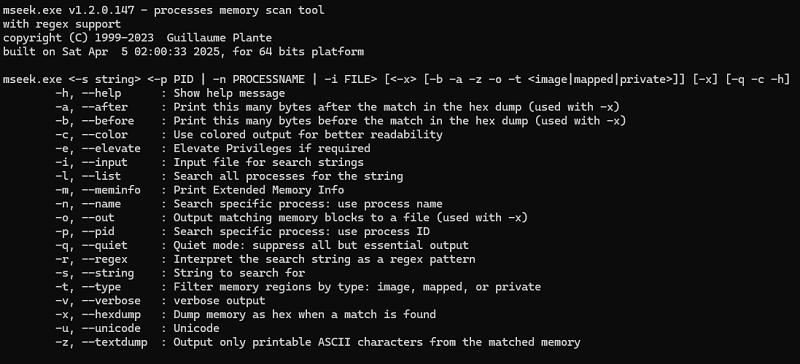 mseek.exe v1.2.0.147 - processes memory scan tool
with regex support
copyright (C) 1999-2023  Guillaume Plante
built on Sat Apr  5 02:00:33 2025, for 64 bits platform

mseek.exe <-s string> <-p PID | -n PROCESSNAME | -i FILE> [<-x> [-b -a -z -o -t <image|mapped|private>]] [-x] [-q -c -h]
-h, --help      : Show help message
-a, --after     : Print this many bytes after the match in the hex dump (used with -x)
-b, --before    : Print this many bytes before the match in the hex dump (used with -x)
-c, --color     : Use colored output for better readability
-e, --elevate   : Elevate Privileges if required
-i, --input     : Input file for search strings
-l, --list      : Search all processes for the string
-m, --meminfo   : Print Extended Memory Info
-n, --name      : Search specific process: use process name
-o, --out       : Output matching memory blocks to a file (used with -x)
-p, --pid       : Search specific process: use process ID
-q, --quiet     : Quiet mode: suppress all but essential output
-r, --regex     : Interpret the search string as a regex pattern
-s, --string    : String to search for
-t, --type      : Filter memory regions by type: image, mapped, or private
-v, --verbose   : verbose output
-x, --hexdump   : Dump memory as hex when a match is found
-u, --unicode   : Unicode
-z, --textdump  : Output only printable ASCII characters from the matched memory